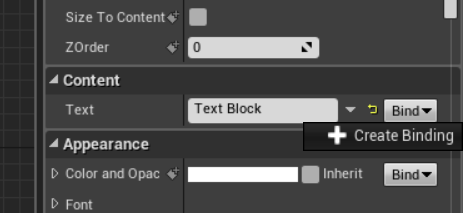 Size To Content
ZOrder 0
Content
Text Text Block Bind
Create Binding
Appearance
Color and Opac Inherit Bind
Font